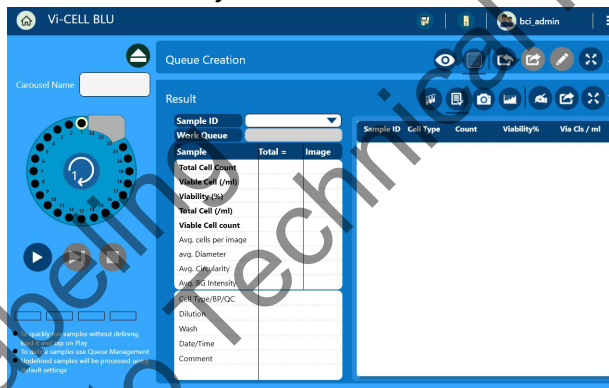 Vi-CELL BLU
bci_admin
Carousel Name
Queue Creation
Result
Sample ID
Work Queue
Sample Total = Image
Total Cell Count
Viable Cell (/ml)
Viability (%)
Total Cell (/ml)
Viable Cell count
Avg. cells per image
avg. Diameter
Avg. Circularity
Avg. BG Intensity
Cell Type/BP/QC
Dilution
Wash
Date/Time
Comment
Sample ID Cell Type Count Viability% Via Cls / ml
1
To quickly run samples without defining,
load it and tap on Play
To define samples use Queue Management
Undefined samples will be processed using
default settings
Technical